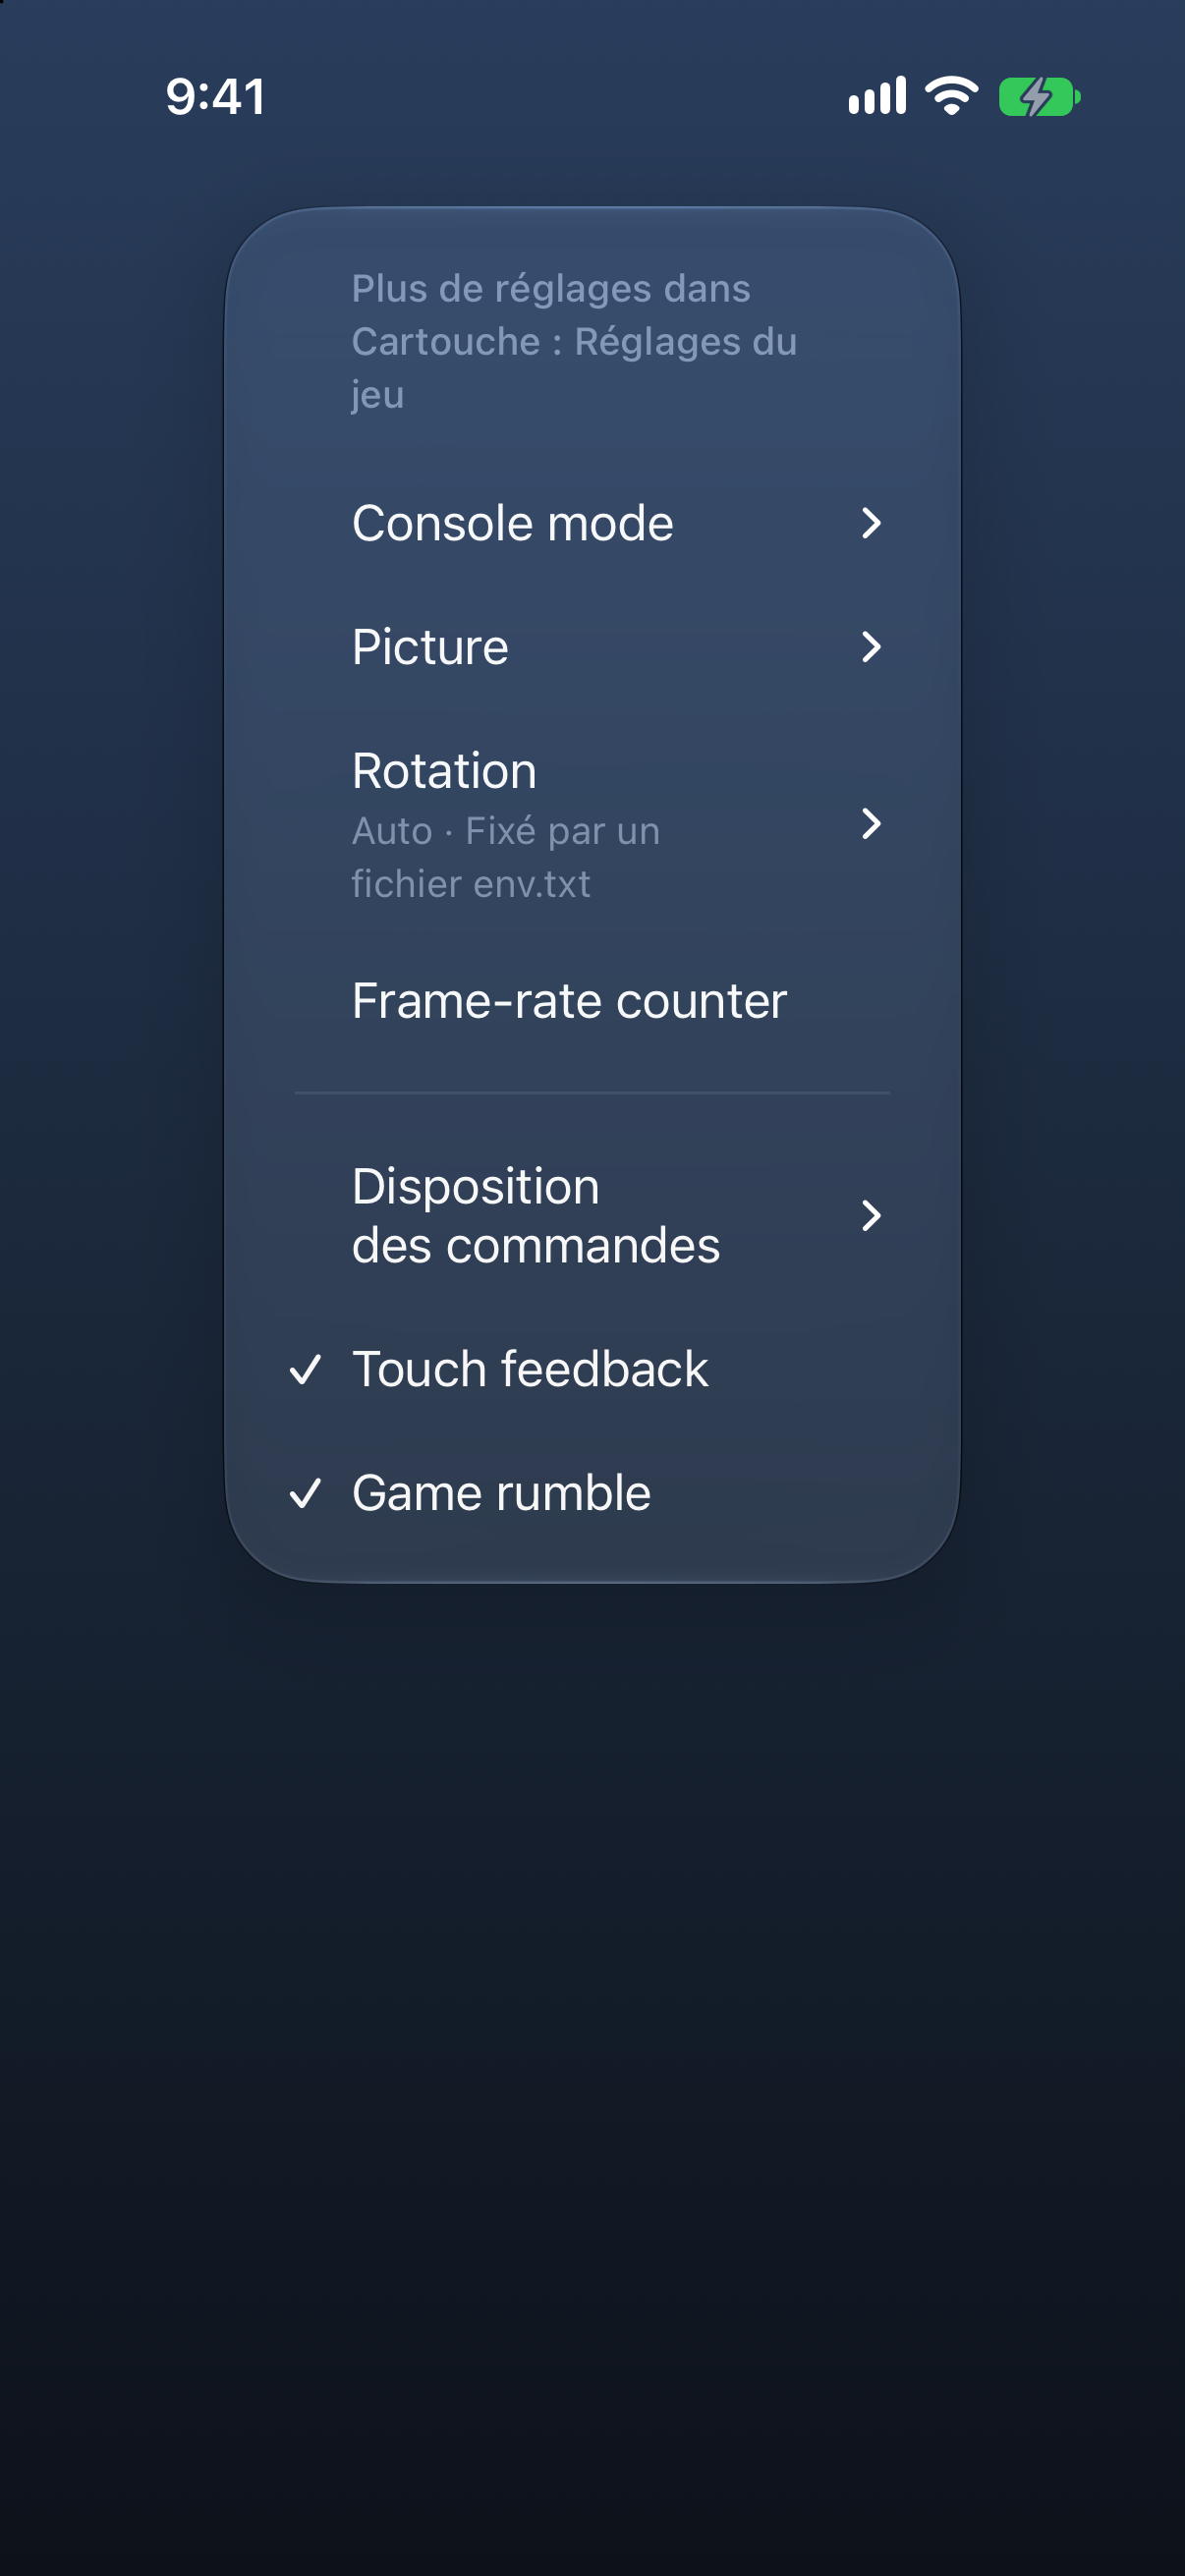 9:41
Plus de réglages dans
Cartouche : Réglages du
jeu
Console mode
Picture
Rotation
Auto · Fixé par un
fichier env.txt
Frame-rate counter
Disposition
des commandes
Touch feedback
Game rumble